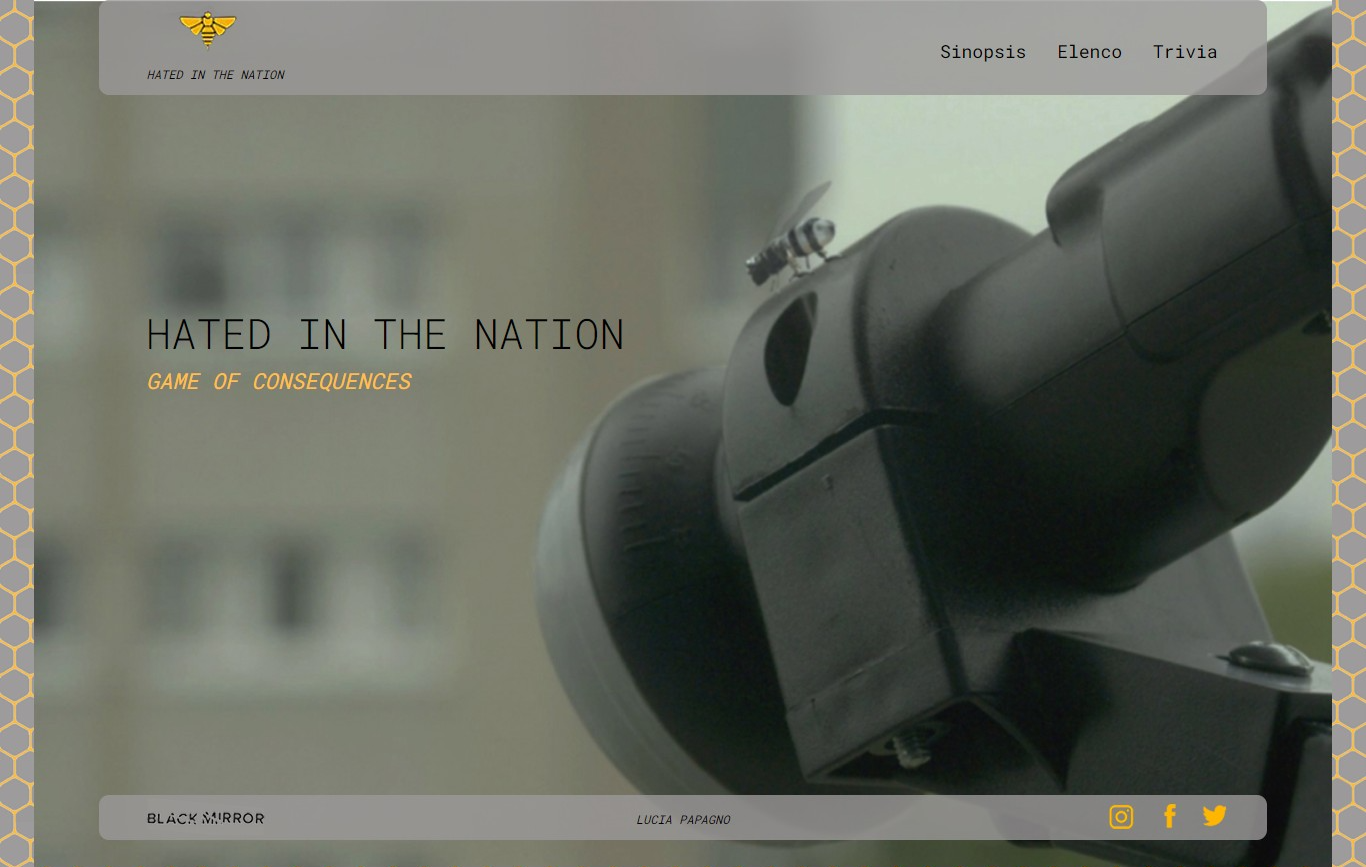 HATED IN THE NATION
Sinopsis Elenco Trivia
HATED IN THE NATION
GAME OF CONSEQUENCES
BLACK MIRROR
LUCIA PAPAGNO